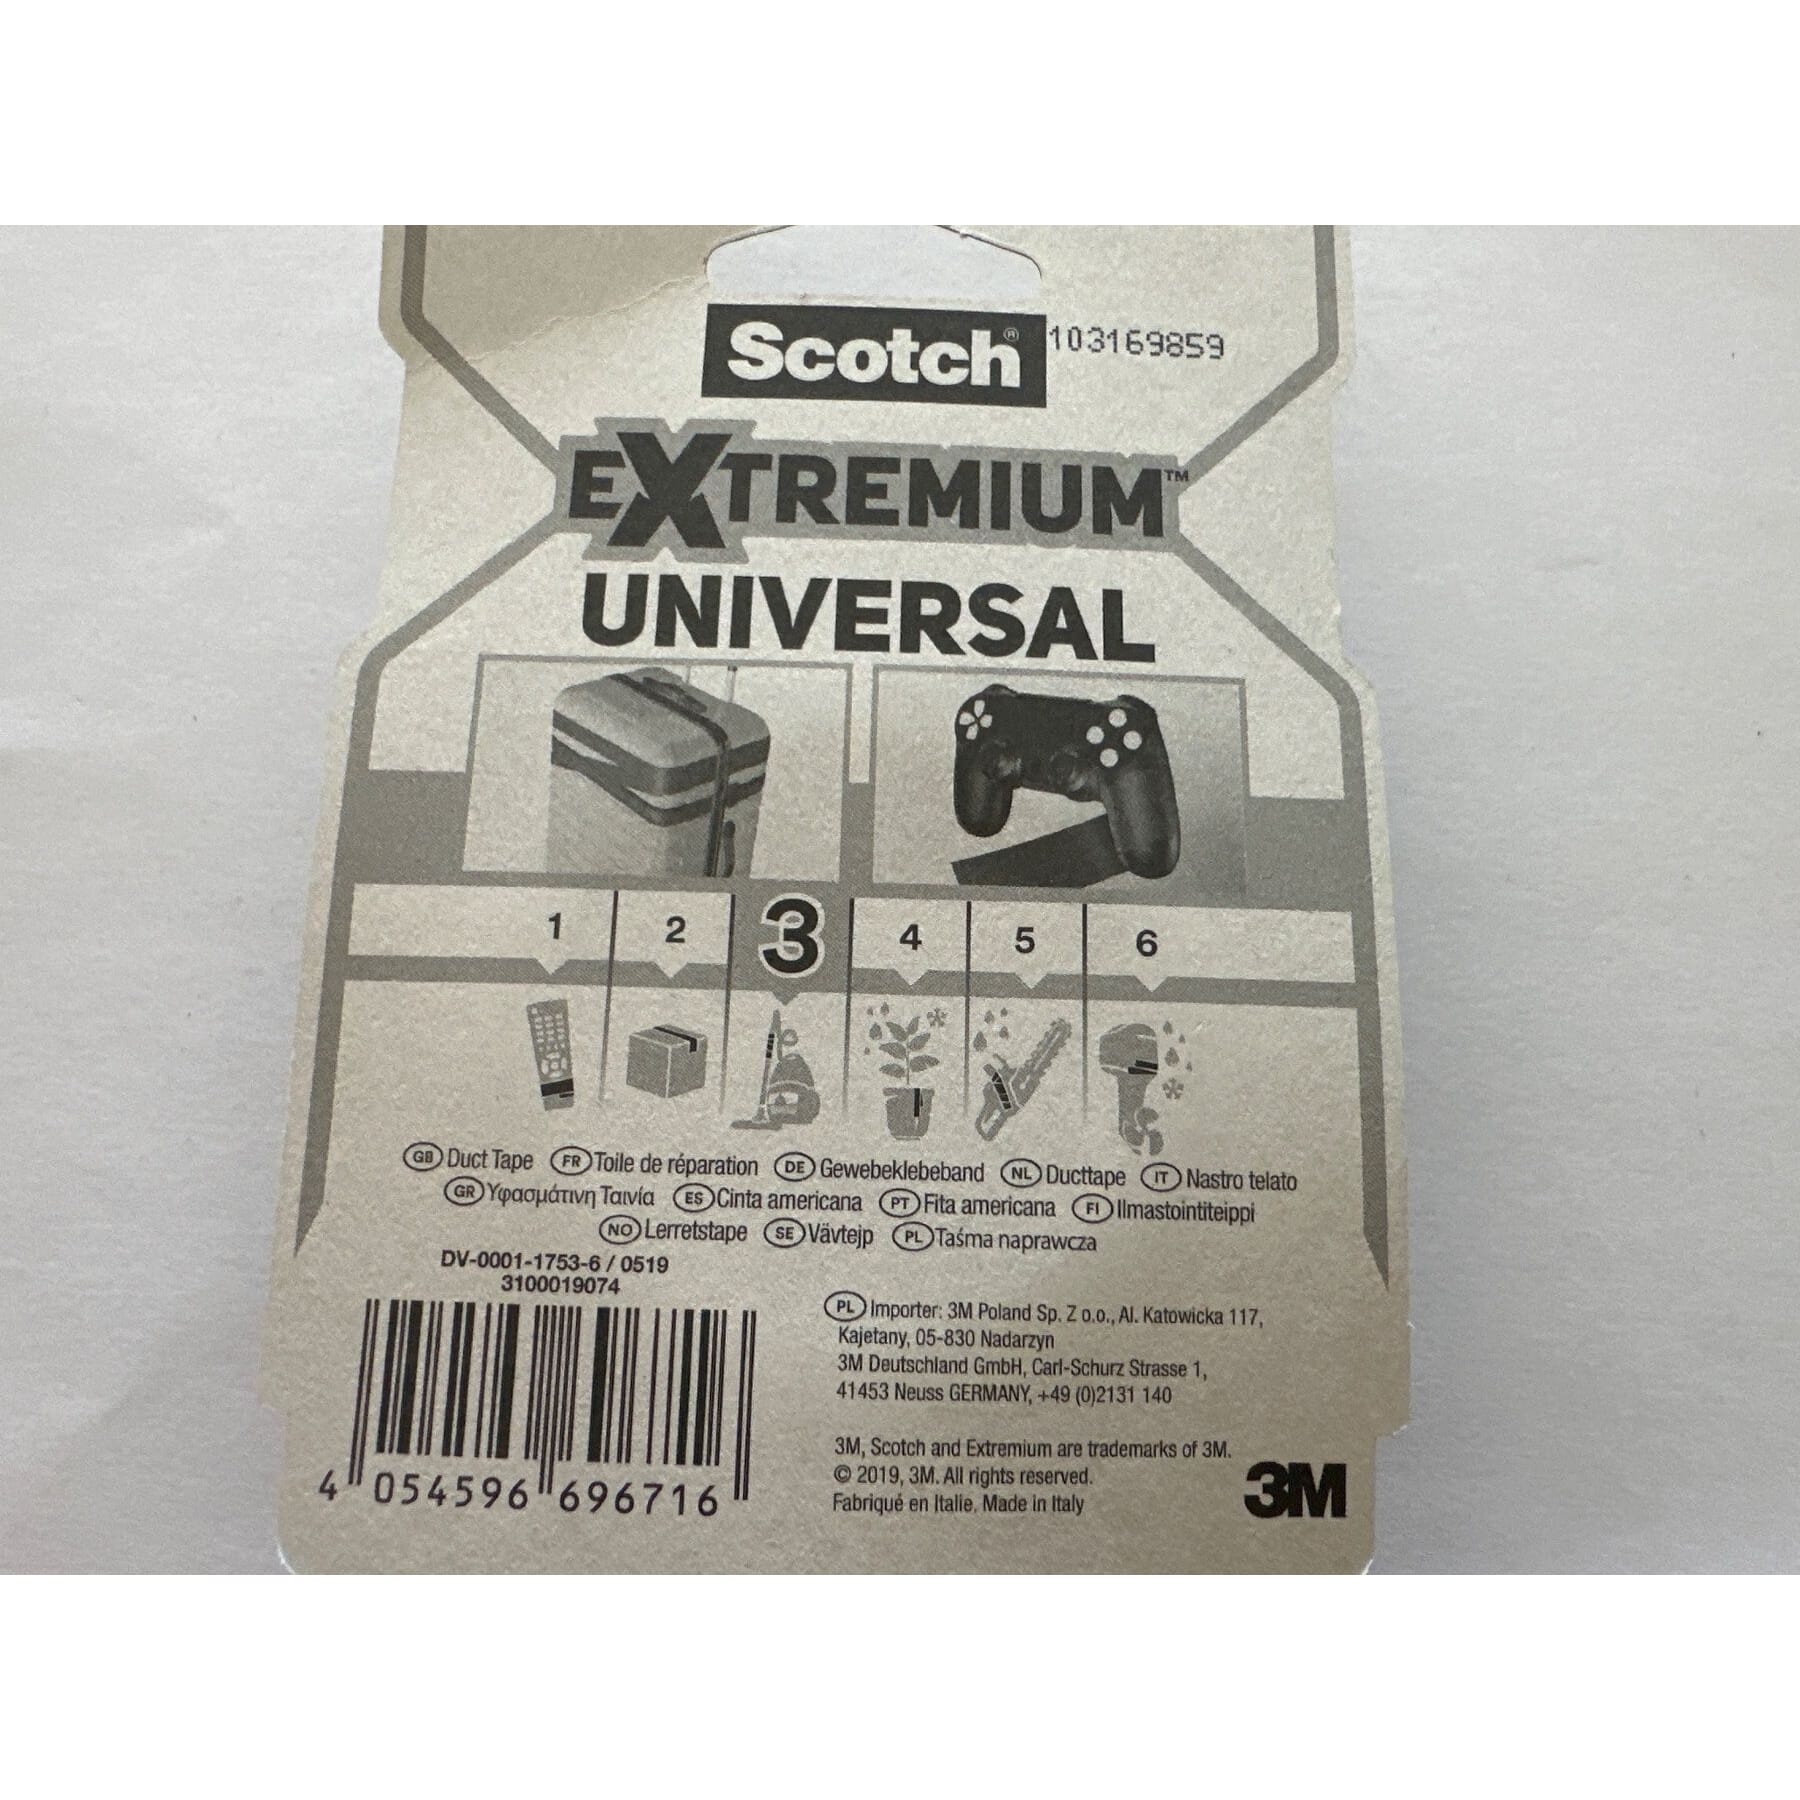 Scotch® 103169859
EXTREMIUM™
UNIVERSAL
1 2 3 4 5 6
GB Duct Tape FR Toile de réparation DE Gewebeklebeband NL Ducttape IT Nastro telato
GR Υφασμάτινη Ταινία ES Cinta americana PT Fita americana FI Ilmastointiteippi
NO Lerretstape SE Vävtejp PL Taśma naprawcza
DV-0001-1753-6 / 0519
3100019074
4 054596 696716
PL Importer: 3M Poland Sp. Z o.o., Al. Katowicka 117,
Kajetany, 05-830 Nadarzyn
3M Deutschland GmbH, Carl-Schurz Strasse 1,
41453 Neuss GERMANY, +49 (0)2131 140
3M, Scotch and Extremium are trademarks of 3M.
© 2019, 3M. All rights reserved.
Fabriqué en Italie. Made in Italy
3M